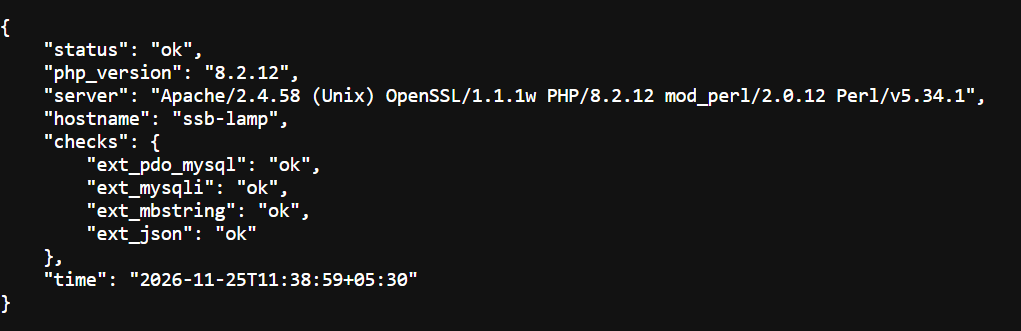 {
    "status": "ok",
    "php_version": "8.2.12",
    "server": "Apache/2.4.58 (Unix) OpenSSL/1.1.1w PHP/8.2.12 mod_perl/2.0.12 Perl/v5.34.1",
    "hostname": "ssb-lamp",
    "checks": {
        "ext_pdo_mysql": "ok",
        "ext_mysqli": "ok",
        "ext_mbstring": "ok",
        "ext_json": "ok"
    },
    "time": "2026-11-25T11:38:59+05:30"
}